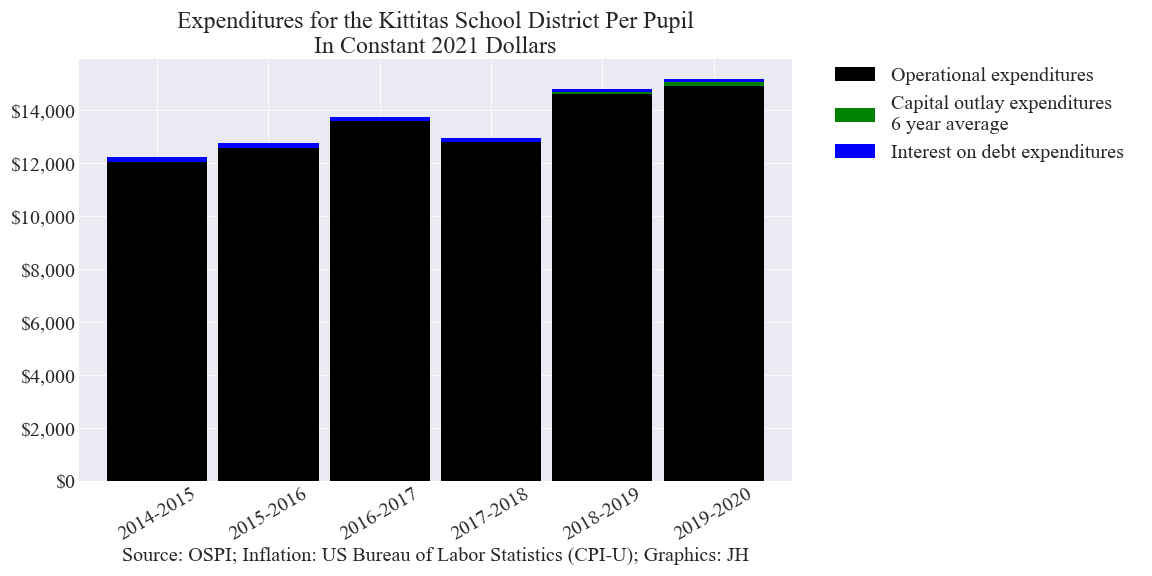 Expenditures for the Kittitas School District Per Pupil
In Constant 2021 Dollars
Operational expenditures
Capital outlay expenditures
6 year average
Interest on debt expenditures
$14,000
$12,000
$10,000
$8,000
$6,000
$4,000
$2,000
$0
2014-2015
2015-2016
2016-2017
2017-2018
2018-2019
2019-2020
Source: OSPI; Inflation: US Bureau of Labor Statistics (CPI-U); Graphics: JH